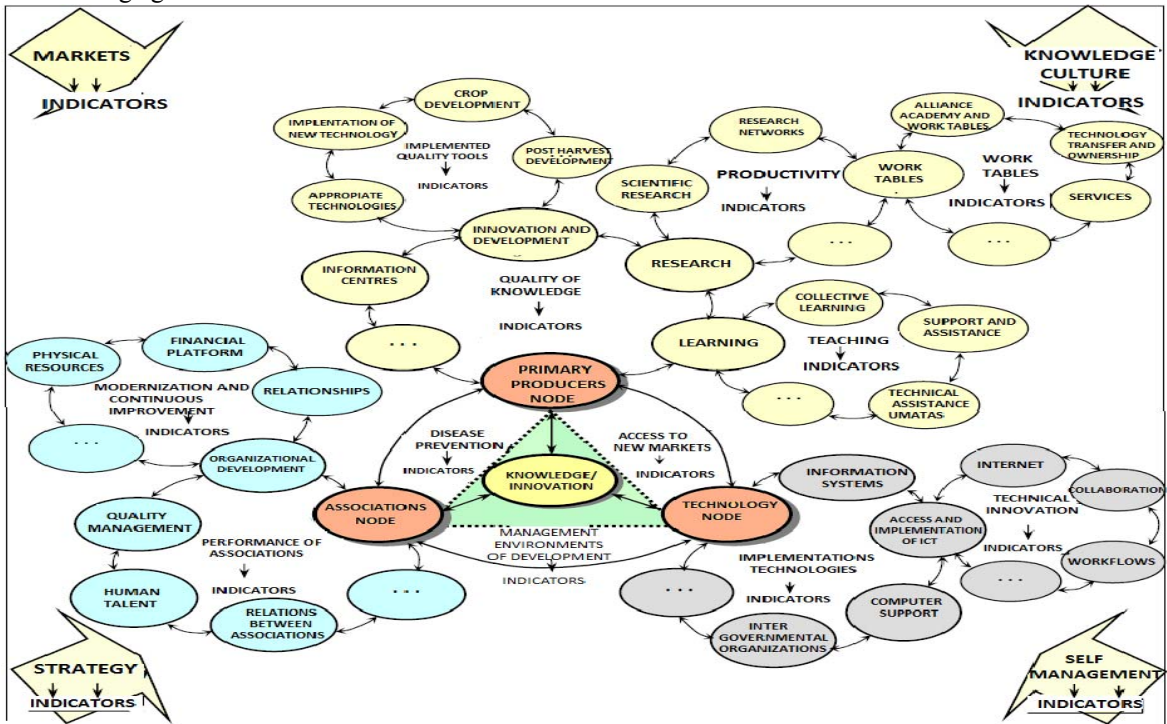 MARKETS
INDICATORS
KNOWLEDGE
CULTURE
INDICATORS
CROP
DEVELOPMENT
IMPLENTATION OF
NEW TECHNOLOGY
IMPLEMENTED
QUALITY TOOLS
INDICATORS
POST HARVEST
DEVELOPMENT
...
APPROPIATE
TECHNOLOGIES
INNOVATION AND
DEVELOPMENT
INFORMATION
CENTRES
...
QUALITY OF
KNOWLEDGE
INDICATORS
RESEARCH
NETWORKS
SCIENTIFIC
RESEARCH
PRODUCTIVITY
INDICATORS
RESEARCH
...
WORK
TABLES
ALLIANCE
ACADEMY AND
WORK TABLES
TECHNOLOGY
TRANSFER AND
OWNERSHIP
WORK
TABLES
INDICATORS
SERVICES
...
LEARNING
COLLECTIVE
LEARNING
SUPPORT AND
ASSISTANCE
TEACHING
INDICATORS
...
TECHNICAL
ASSISTANCE
UMATAS
PHYSICAL
RESOURCES
FINANCIAL
PLATFORM
RELATIONSHIPS
MODERNIZATION AND
CONTINUOUS
IMPROVEMENT
INDICATORS
...
ORGANIZATIONAL
DEVELOPMENT
PRIMARY
PRODUCERS
NODE
DISEASE
PREVENTION
INDICATORS
ACCESS TO
NEW MARKETS
INDICATORS
KNOWLEDGE/
INNOVATION
ASSOCIATIONS
NODE
TECHNOLOGY
NODE
MANAGEMENT
ENVIRONMENTS
OF DEVELOPMENT
INDICATORS
QUALITY
MANAGEMENT
PERFORMANCE OF
ASSOCIATIONS
INDICATORS
HUMAN
TALENT
RELATIONS
BETWEEN
ASSOCIATIONS
...
INFORMATION
SYSTEMS
INTERNET
COLLABORATION
ACCESS AND
IMPLEMENTATION
OF ICT
TECHNICAL
INNOVATION
INDICATORS
WORKFLOWS
...
IMPLEMENTATIONS
TECHNOLOGIES
INDICATORS
...
COMPUTER
SUPPORT
INTER
GOVERNMENTAL
ORGANIZATIONS
STRATEGY
INDICATORS
SELF
MANAGEMENT
INDICATORS